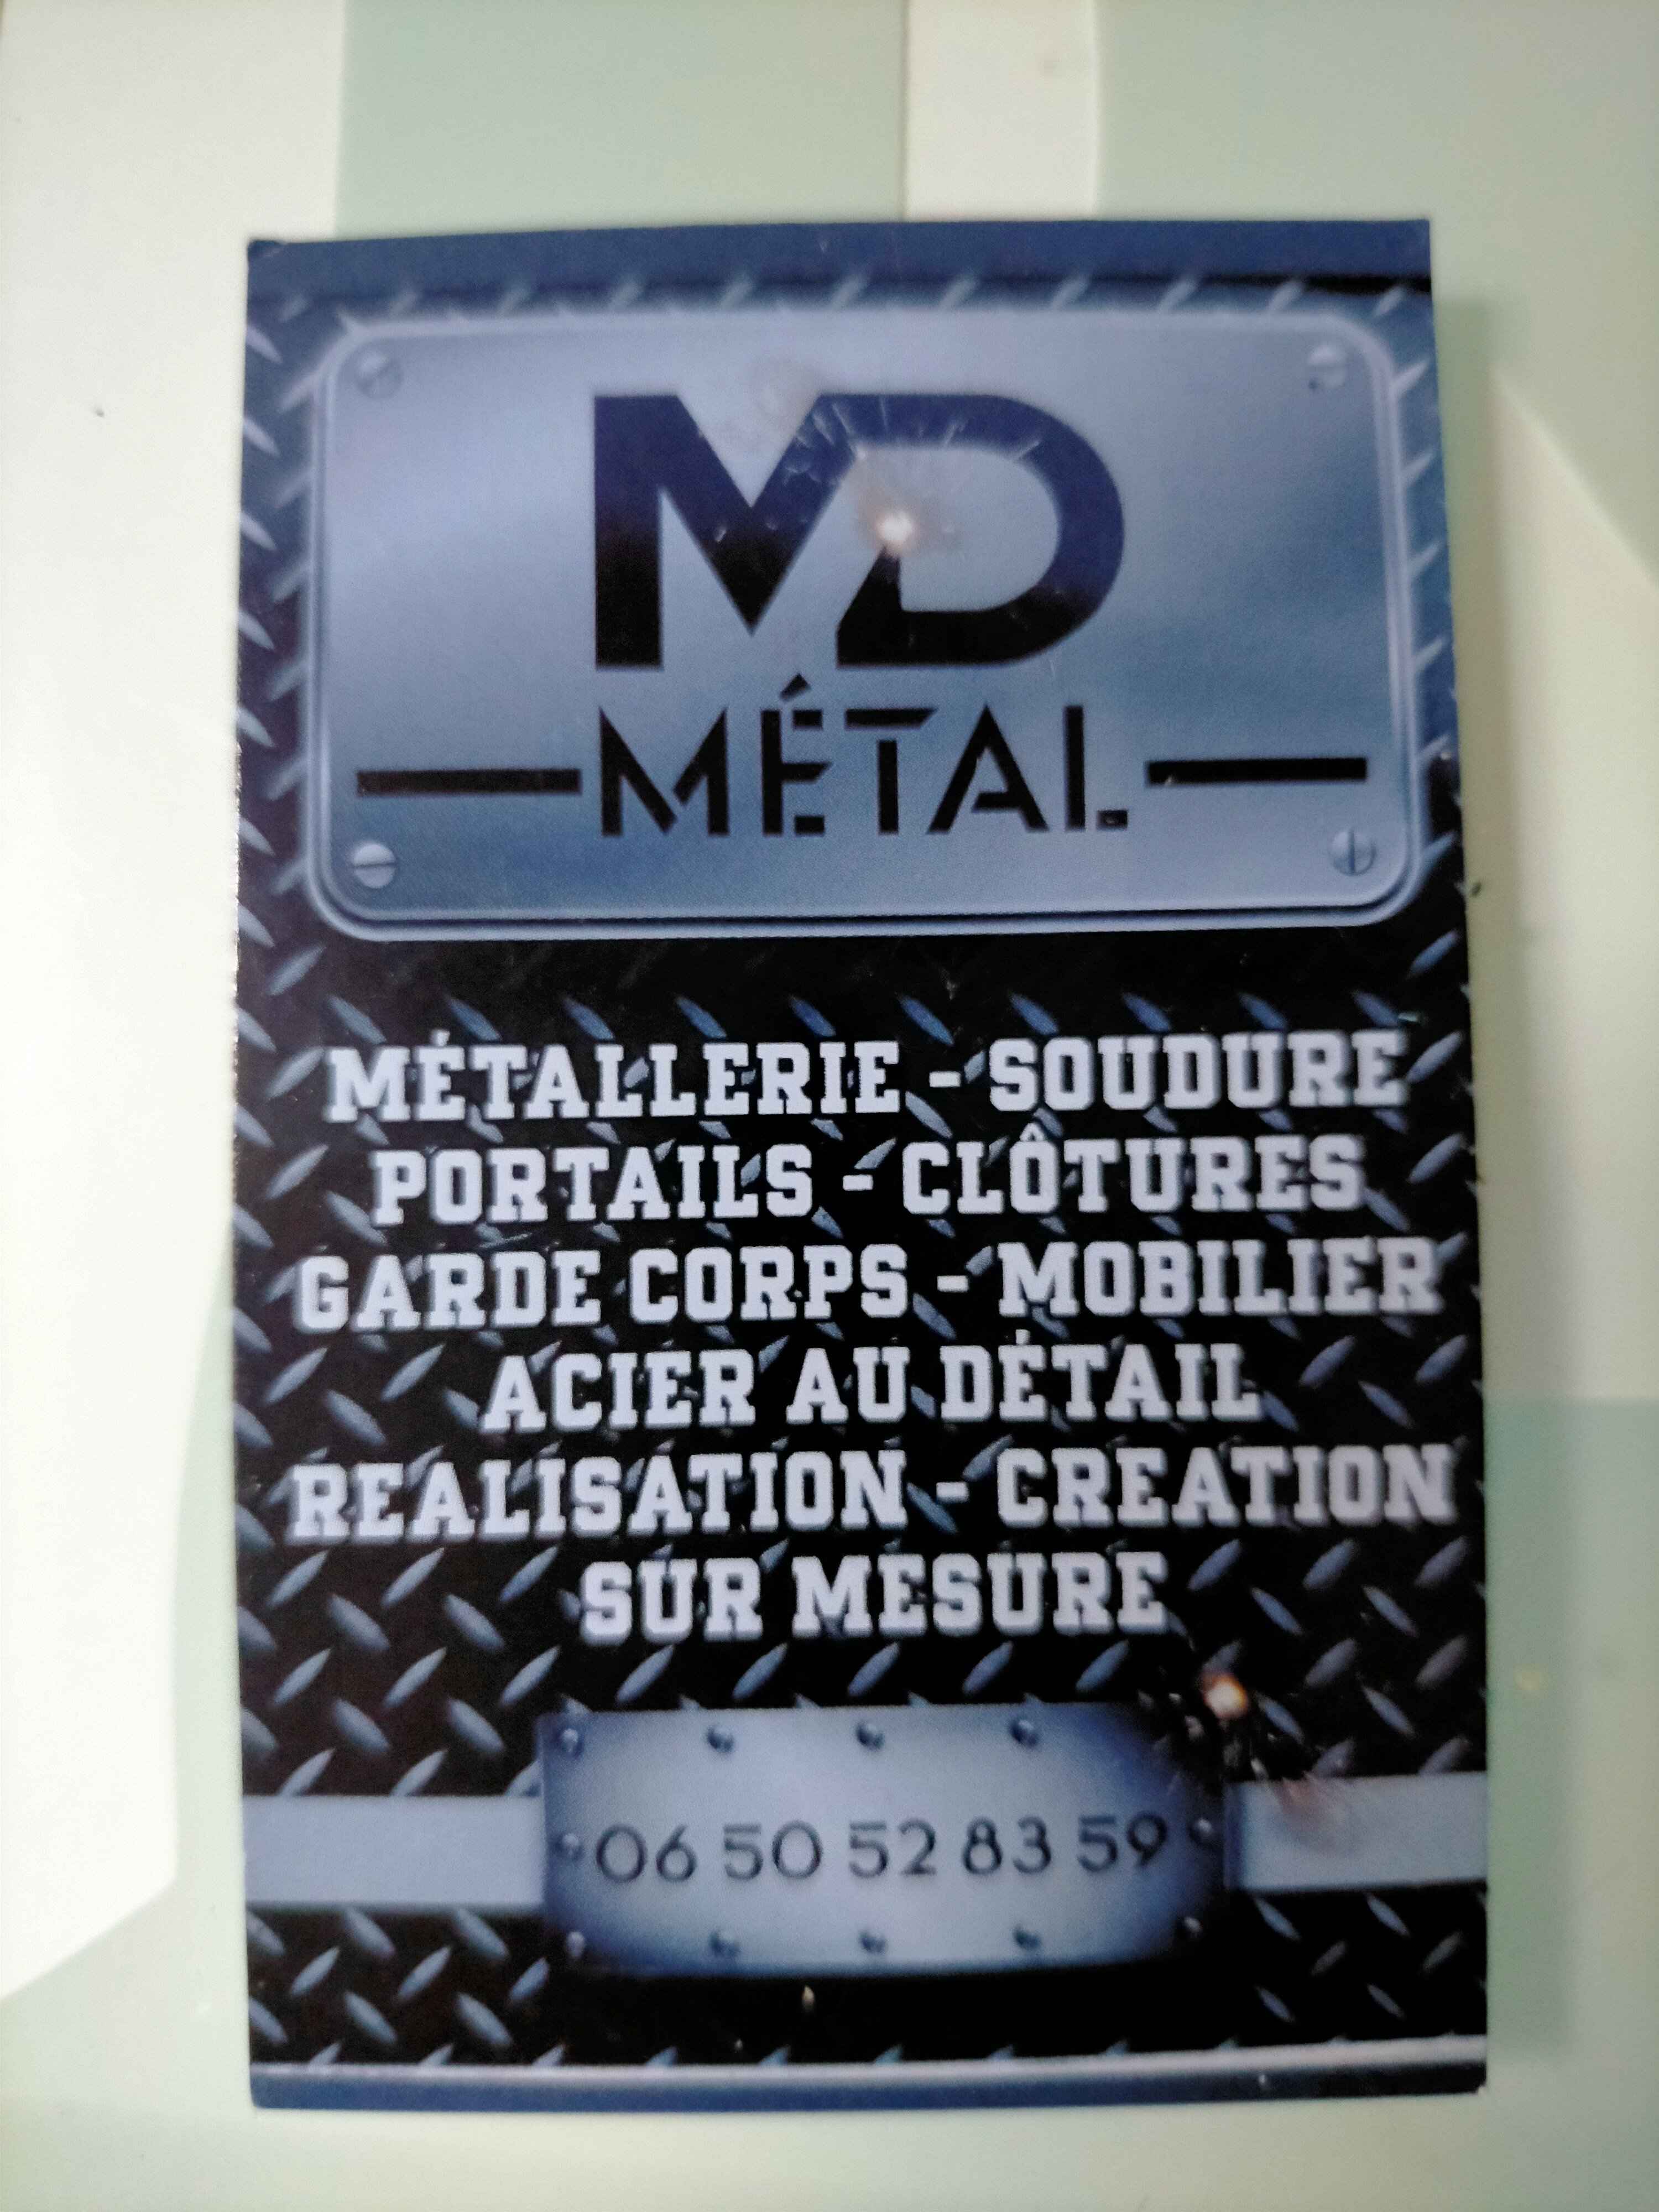 MD
MÉTAL
MÉTALLERIE - SOUDURE
PORTAILS - CLÔTURES
GARDE CORPS - MOBILIER
ACIER AU DÉTAIL
REALISATION - CREATION
SUR MESURE
06 50 52 83 59